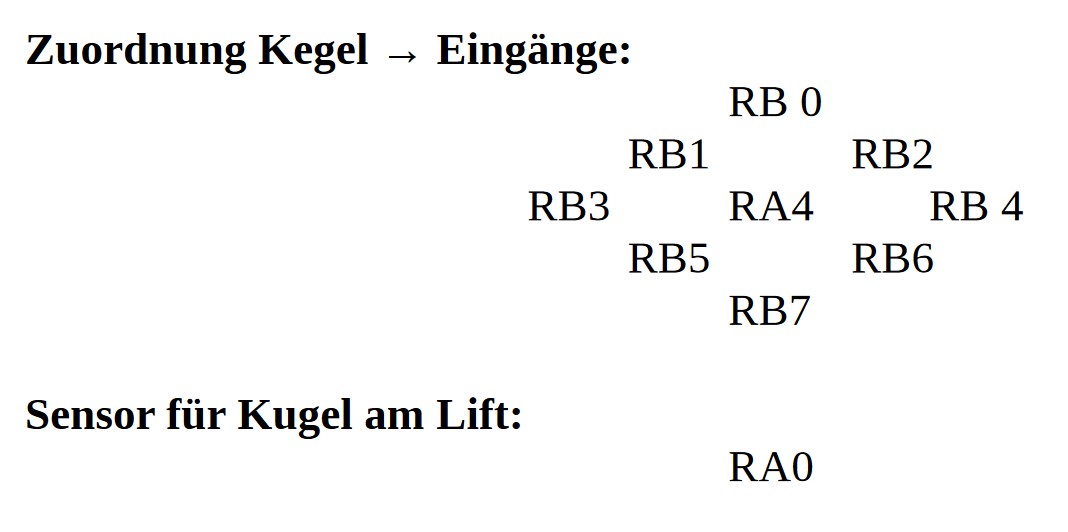 Zuordnung Kegel → Eingänge:
RB 0
RB1 RB2
RB3 RA4 RB 4
RB5 RB6
RB7
Sensor für Kugel am Lift:
RA0